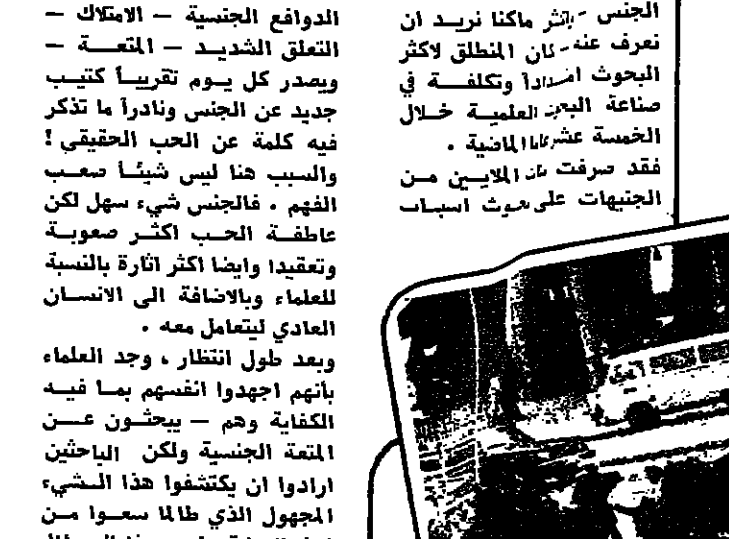 الجنس - اكثر ماكنا نريد ان
نعرف عنه - كان المنطلق لاكثر
البحوث امتداداً وتكلفة في
صناعة البحوث العلمية خلال
الخمسة عشر عاما الماضية .
فقد صرفت مئات الملايين من
الجنيهات على بحوث اسباب
الدوافع الجنسية — الامتلاك —
التعلق الشديد — المتعة —
ويصدر كل يوم تقريباً كتيب
جديد عن الجنس ونادراً ما تذكر
فيه كلمة عن الحب الحقيقي !
والسبب هنا ليس شيئاً صعب
الفهم . فالجنس شيء سهل لكن
عاطفة الحب اكثر صعوبة
وتعقيدا وايضا اكثر اثارة بالنسبة
للعلماء وبالاضافة الى الانسان
العادي ليتعامل معه .
وبعد طول انتظار ، وجد العلماء
بأنهم اجهدوا انفسهم بما فيه
الكفاية وهم — يبحثون عن
المتعة الجنسية ولكن الباحثين
ارادوا ان يكتشفوا هذا الشيء
المجهول الذي طالما سعوا من